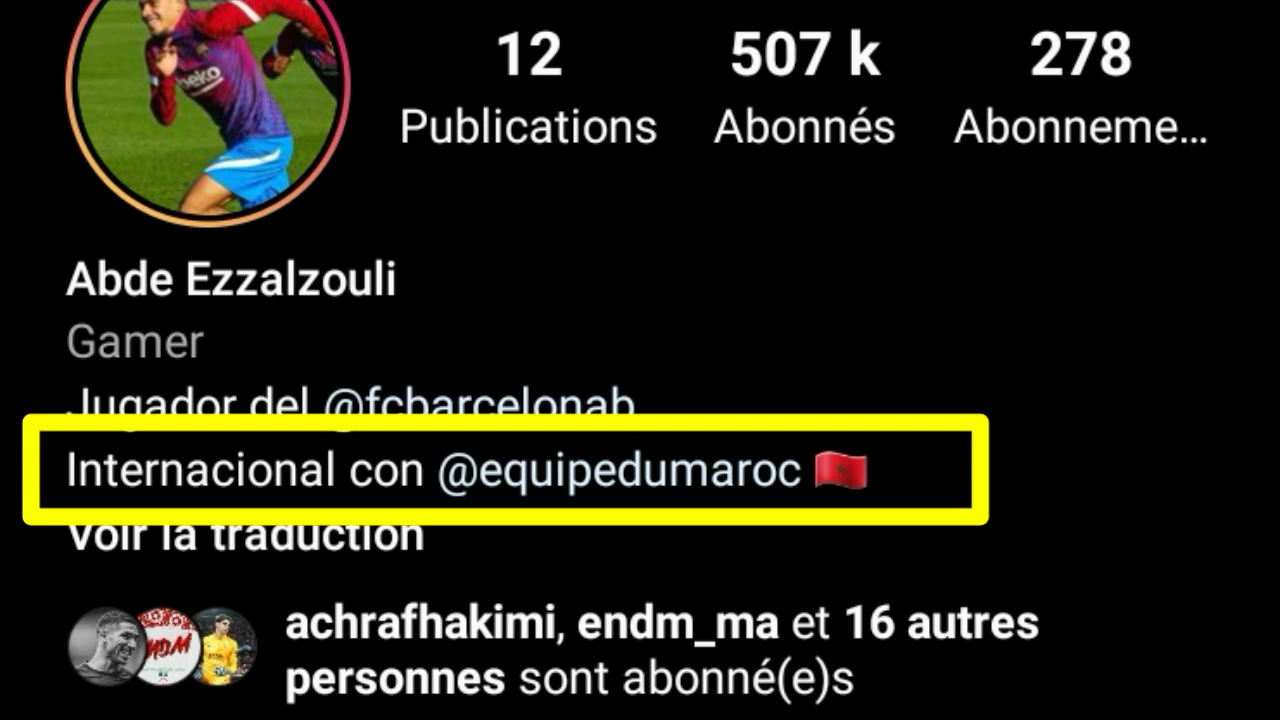 beko
12 507 k 278
Publications Abonnés Abonneme...
Abde Ezzalzouli
Gamer
Jugador del @fcbarcelonab
Internacional con @equipedumaroc 🇲🇦
Voir la traduction
achrafhakimi, endm_ma et 16 autres
personnes sont abonné(e)s